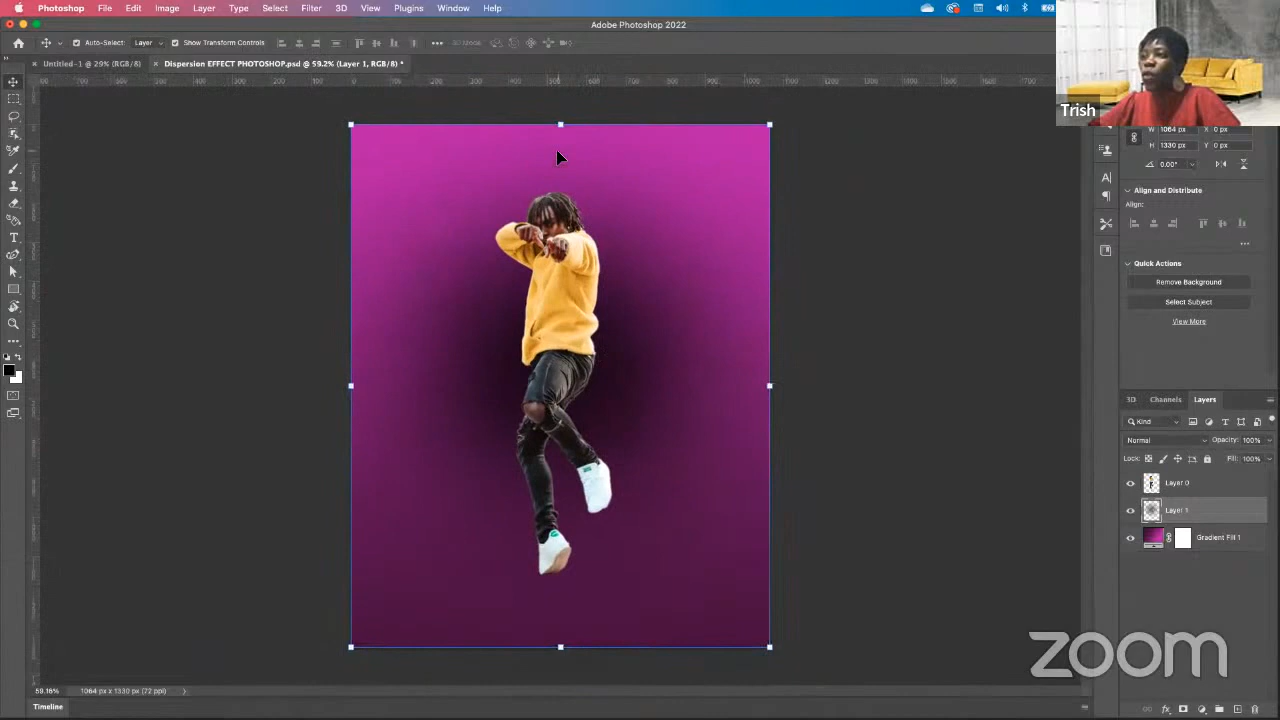 Photoshop File Edit Image Layer Type Select Filter 3D View Plugins Window Help
Adobe Photoshop 2022
Auto-Select: Layer Show Transform Controls 3D Mode:
Untitled-1 @ 29% (RGB/8) Dispersion EFFECT PHOTOSHOP.psd @ 59.2% (Layer 1, RGB/8) *
Trish
W 1064 px X 0 px
H 1330 px Y 0 px
0.00°
Align and Distribute
Align:
Quick Actions
Remove Background
Select Subject
View More
3D Channels Layers
Kind
Normal Opacity: 100%
Lock: Fill: 100%
Layer 0
Layer 1
Gradient Fill 1
zoom
59.16% 1064 px x 1330 px (72 ppi)
Timeline